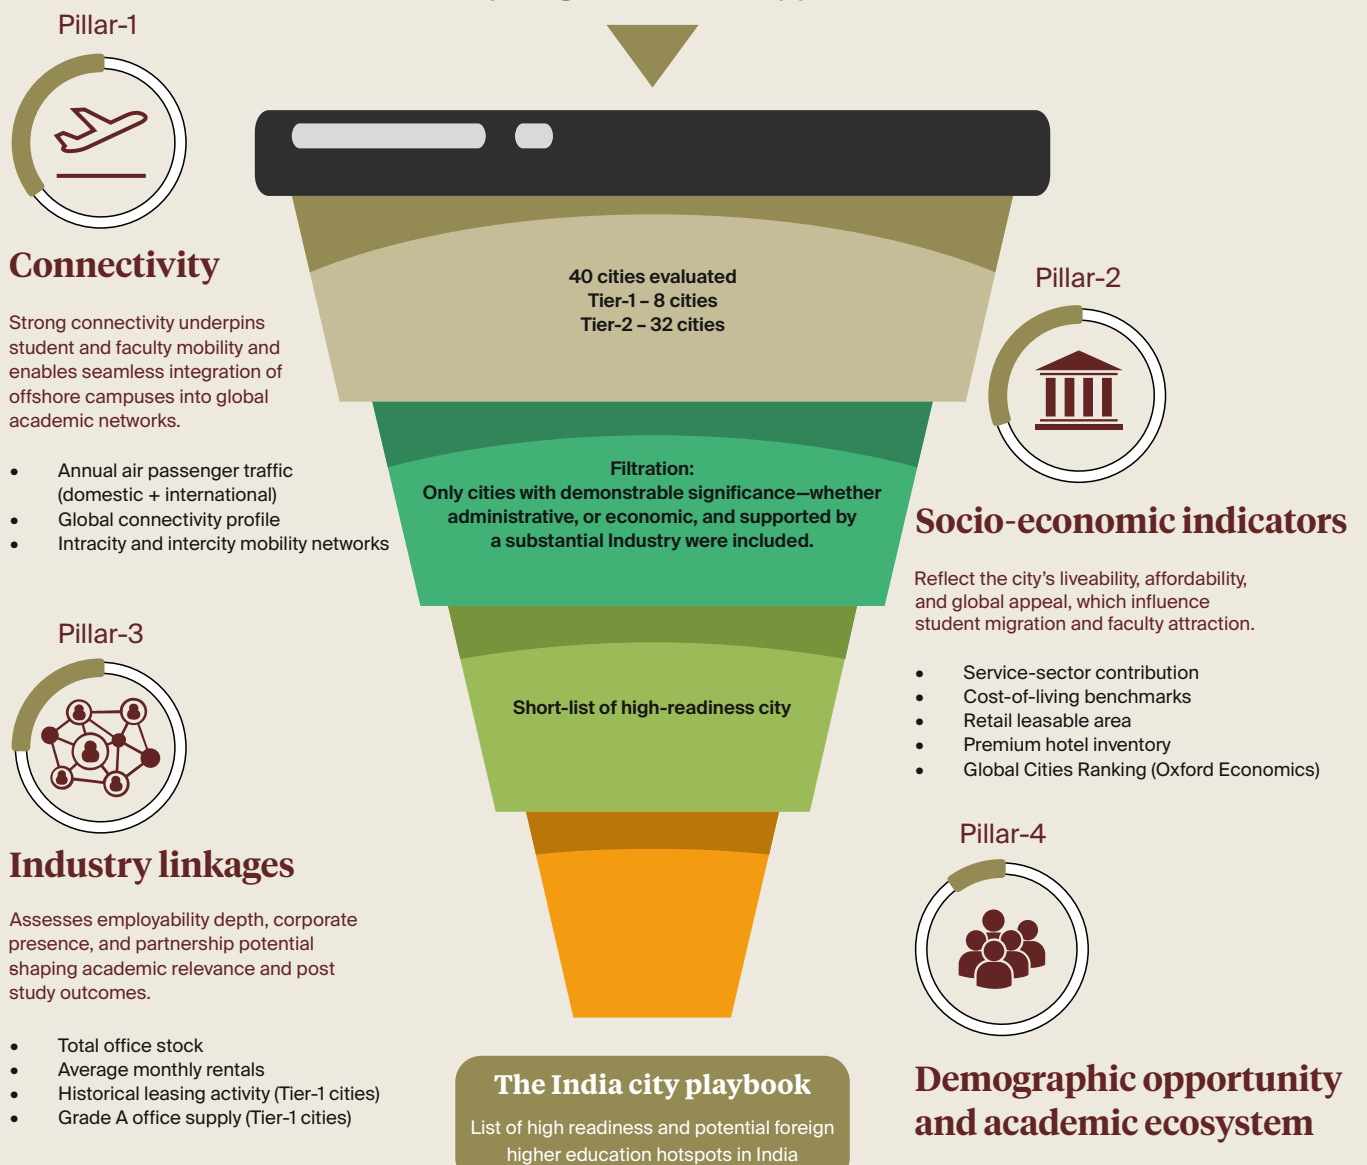 Pillar-1
Connectivity
Strong connectivity underpins
student and faculty mobility and
enables seamless integration of
offshore campuses into global
academic networks.
• Annual air passenger traffic
(domestic + international)
• Global connectivity profile
• Intracity and intercity mobility networks
40 cities evaluated
Tier-1 – 8 cities
Tier-2 – 32 cities
Filtration:
Only cities with demonstrable significance—whether
administrative, or economic, and supported by
a substantial Industry were included.
Short-list of high-readiness city
Pillar-2
Socio-economic indicators
Reflect the city's liveability, affordability,
and global appeal, which influence
student migration and faculty attraction.
• Service-sector contribution
• Cost-of-living benchmarks
• Retail leasable area
• Premium hotel inventory
• Global Cities Ranking (Oxford Economics)
Pillar-3
Industry linkages
Assesses employability depth, corporate
presence, and partnership potential
shaping academic relevance and post
study outcomes.
• Total office stock
• Average monthly rentals
• Historical leasing activity (Tier-1 cities)
• Grade A office supply (Tier-1 cities)
The India city playbook
List of high readiness and potential foreign
higher education hotspots in India
Pillar-4
Demographic opportunity
and academic ecosystem